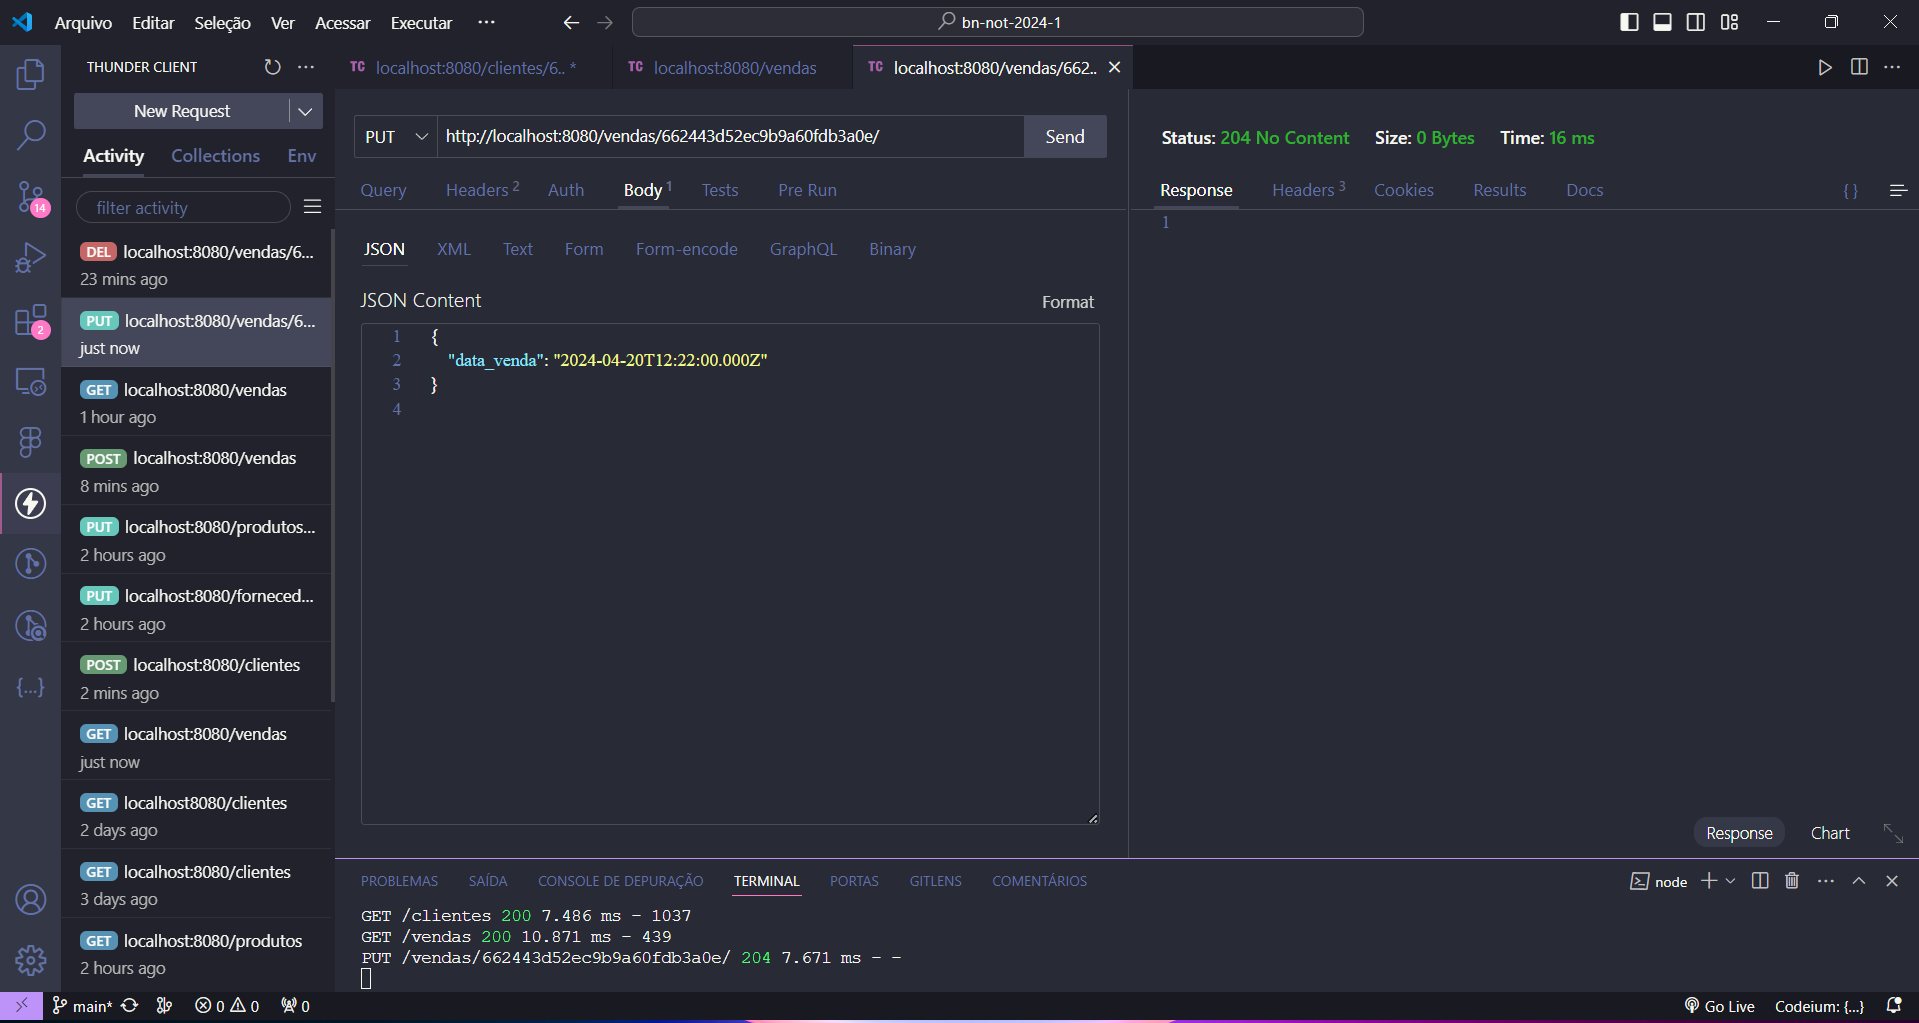 Arquivo Editar Seleção Ver Acessar Executar ··· bn-not-2024-1
THUNDER CLIENT
New Request
Activity Collections Env
filter activity
DEL localhost:8080/vendas/6...
23 mins ago
PUT localhost:8080/vendas/6...
just now
GET localhost:8080/vendas
1 hour ago
POST localhost:8080/vendas
8 mins ago
PUT localhost:8080/produtos...
2 hours ago
PUT localhost:8080/forneced...
2 hours ago
POST localhost:8080/clientes
2 mins ago
GET localhost:8080/vendas
just now
GET localhost8080/clientes
2 days ago
GET localhost:8080/clientes
3 days ago
GET localhost:8080/produtos
2 hours ago
14
2
TC localhost:8080/clientes/6.. * TC localhost:8080/vendas TC localhost:8080/vendas/662..
PUT http://localhost:8080/vendas/662443d52ec9b9a60fdb3a0e/ Send
Query Headers 2 Auth Body 1 Tests Pre Run
JSON XML Text Form Form-encode GraphQL Binary
JSON Content Format
1 {
2 "data_venda": "2024-04-20T12:22:00.000Z"
3 }
4
Status: 204 No Content Size: 0 Bytes Time: 16 ms
Response Headers 3 Cookies Results Docs { }
1
Response Chart
PROBLEMAS SAÍDA CONSOLE DE DEPURAÇÃO TERMINAL PORTAS GITLENS COMENTÁRIOS node
GET /clientes 200 7.486 ms - 1037
GET /vendas 200 10.871 ms - 439
PUT /vendas/662443d52ec9b9a60fdb3a0e/ 204 7.671 ms - -
main* 0 0 0 Go Live Codeium: {...}